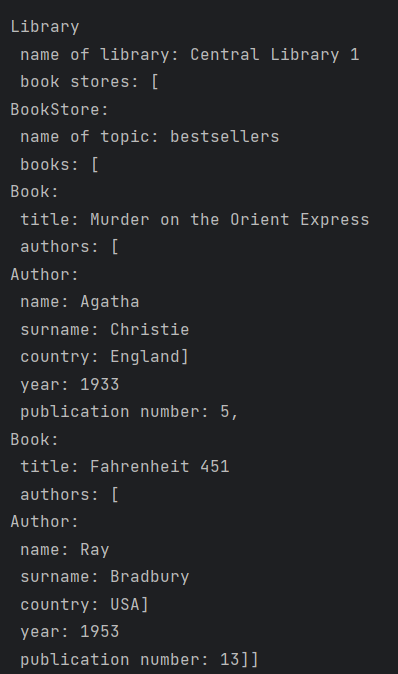 Library
 name of library: Central Library 1
 book stores: [
BookStore:
 name of topic: bestsellers
 books: [
Book:
 title: Murder on the Orient Express
 authors: [
Author:
 name: Agatha
 surname: Christie
 country: England]
 year: 1933
 publication number: 5,
Book:
 title: Fahrenheit 451
 authors: [
Author:
 name: Ray
 surname: Bradbury
 country: USA]
 year: 1953
 publication number: 13]]